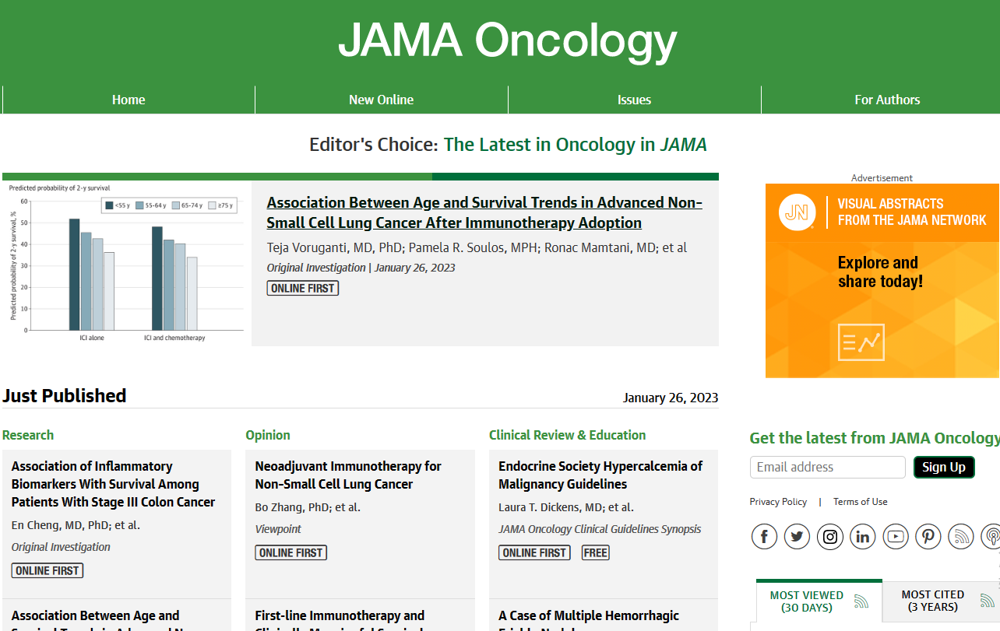 JAMA Oncology
Home
New Online
Issues
For Authors
Editor's Choice: The Latest in Oncology in JAMA
Predicted probability of 2-y survival
<55 y
55-64 y
65-74 y
≥75 y
Predicted probability of 2-y survival, %
60
50
40
30
20
10
0
ICI alone
ICI and chemotherapy
Association Between Age and Survival Trends in Advanced Non–
Small Cell Lung Cancer After Immunotherapy Adoption
Teja Voruganti, MD, PhD; Pamela R. Soulos, MPH; Ronac Mamtani, MD; et al
Original Investigation | January 26, 2023
ONLINE FIRST
Advertisement
JN
VISUAL ABSTRACTS
FROM THE JAMA NETWORK
Explore and
share today!
Just Published
January 26, 2023
Research
Association of Inflammatory
Biomarkers With Survival Among
Patients With Stage III Colon Cancer
En Cheng, MD, PhD; et al.
Original Investigation
ONLINE FIRST
Association Between Age and
Opinion
Neoadjuvant Immunotherapy for
Non–Small Cell Lung Cancer
Bo Zhang, PhD; et al.
Viewpoint
ONLINE FIRST
First-line Immunotherapy and
Clinical Review & Education
Endocrine Society Hypercalcemia of
Malignancy Guidelines
Laura T. Dickens, MD; et al.
JAMA Oncology Clinical Guidelines Synopsis
ONLINE FIRST
FREE
A Case of Multiple Hemorrhagic
Get the latest from JAMA Oncology
Email address
Sign Up
Privacy Policy | Terms of Use
MOST VIEWED
(30 DAYS)
MOST CITED
(3 YEARS)